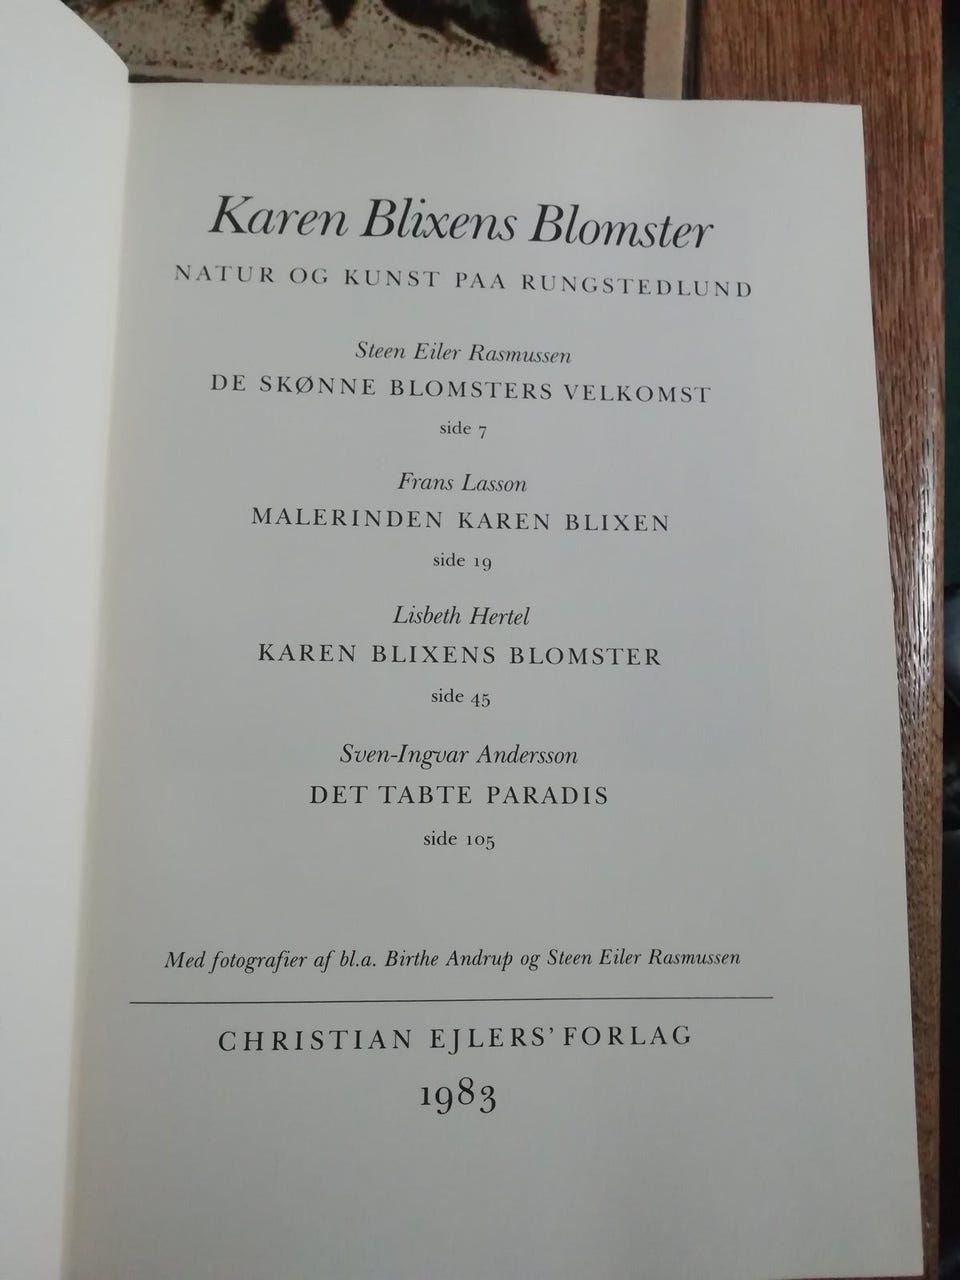 Karen Blixens Blomster
NATUR OG KUNST PAA RUNGSTEDLUND
Steen Eiler Rasmussen
DE SKØNNE BLOMSTERS VELKOMST
side 7
Frans Lasson
MALERINDEN KAREN BLIXEN
side 19
Lisbeth Hertel
KAREN BLIXENS BLOMSTER
side 45
Sven-Ingvar Andersson
DET TABTE PARADIS
side 105
Med fotografier af bl.a. Birthe Andrup og Steen Eiler Rasmussen
CHRISTIAN EJLERS' FORLAG
1983